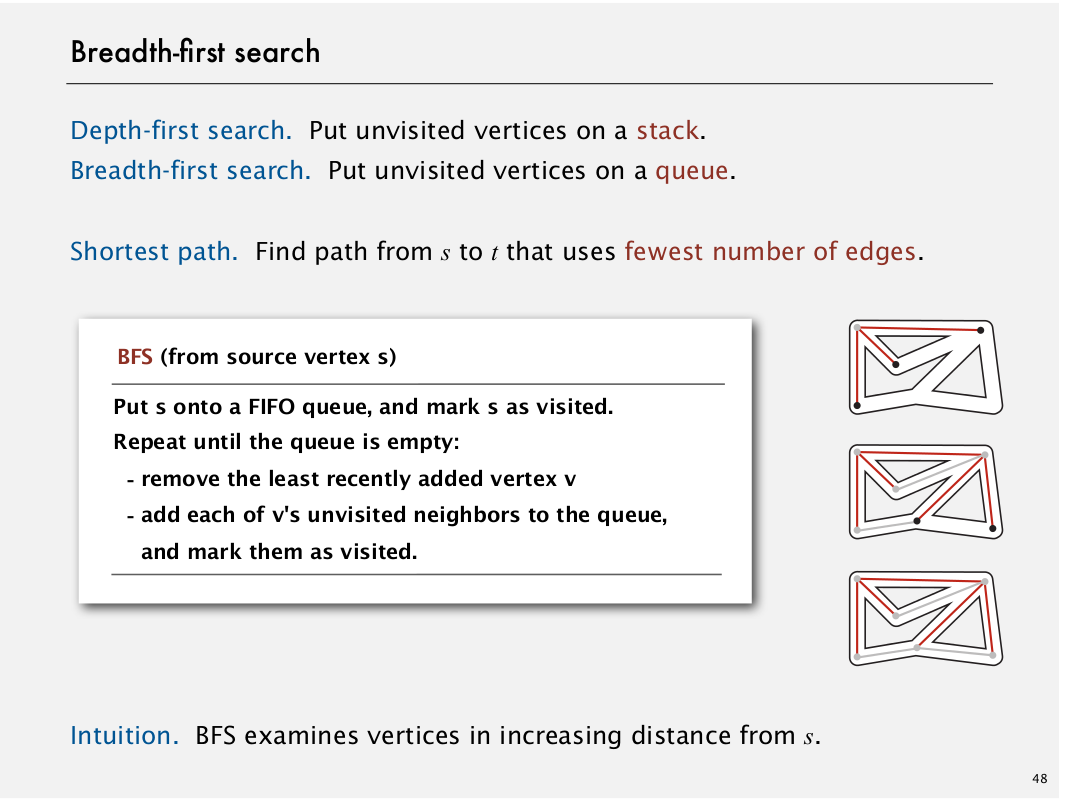 Breadth-first search
Depth-first search. Put unvisited vertices on a stack.
Breadth-first search. Put unvisited vertices on a queue.
Shortest path. Find path from s to t that uses fewest number of edges.
BFS (from source vertex s)
Put s onto a FIFO queue, and mark s as visited.
Repeat until the queue is empty:
- remove the least recently added vertex v
- add each of v's unvisited neighbors to the queue,
and mark them as visited.
Intuition. BFS examines vertices in increasing distance from s.
48